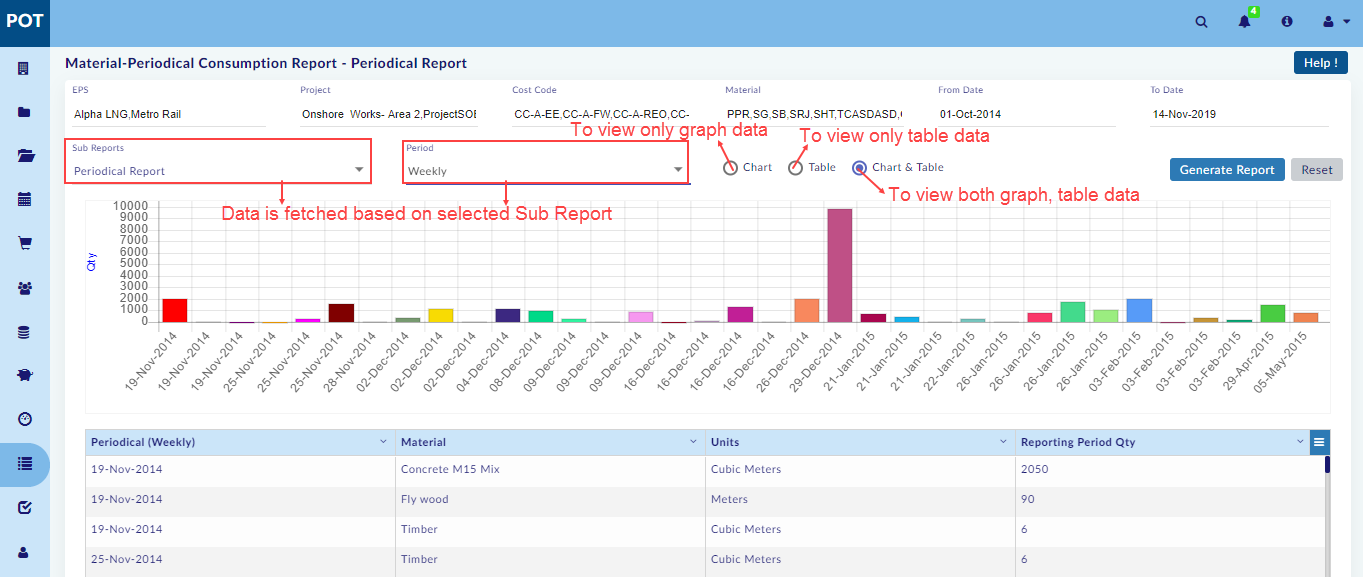 POT
4
Material-Periodical Consumption Report - Periodical Report
Help !
EPS
Project
Cost Code
Material
From Date
To Date
Alpha LNG,Metro Rail
Onshore Works- Area 2,ProjectSOE
CC-A-EE,CC-A-FW,CC-A-REO,CC-
PPR,SG,SB,SRJ,SHT,TCASDASD,
01-Oct-2014
14-Nov-2019
To view only graph data
To view only table data
Sub Reports
Periodical Report
Period
Weekly
Chart
Table
Chart & Table
Generate Report
Reset
To view both graph, table data
Data is fetched based on selected Sub Report
Qty
10000
9000
8000
7000
6000
5000
4000
3000
2000
1000
0
19-Nov-2014
19-Nov-2014
19-Nov-2014
25-Nov-2014
25-Nov-2014
25-Nov-2014
28-Nov-2014
02-Dec-2014
02-Dec-2014
02-Dec-2014
04-Dec-2014
08-Dec-2014
09-Dec-2014
09-Dec-2014
09-Dec-2014
16-Dec-2014
16-Dec-2014
16-Dec-2014
16-Dec-2014
26-Dec-2014
29-Dec-2014
21-Jan-2015
21-Jan-2015
21-Jan-2015
22-Jan-2015
26-Jan-2015
26-Jan-2015
26-Jan-2015
26-Jan-2015
03-Feb-2015
03-Feb-2015
03-Feb-2015
03-Feb-2015
29-Apr-2015
05-May-2015
Periodical (Weekly)
Material
Units
Reporting Period Qty
19-Nov-2014
Concrete M15 Mix
Cubic Meters
2050
19-Nov-2014
Fly wood
Meters
90
19-Nov-2014
Timber
Cubic Meters
6
25-Nov-2014
Timber
Cubic Meters
6